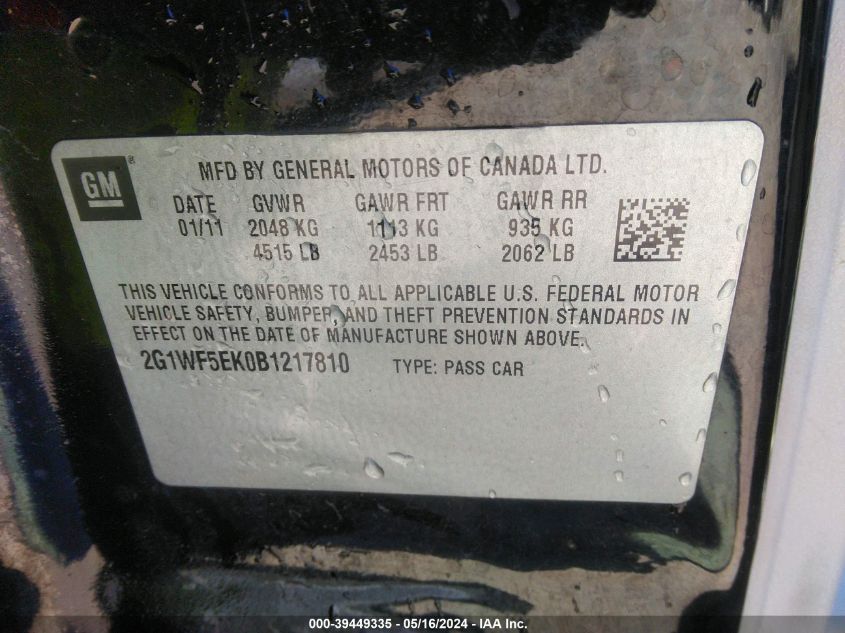 GM®
MFD BY GENERAL MOTORS OF CANADA LTD.
DATE GVWR GAWR FRT GAWR RR
01/11 2048 KG 1113 KG 935 KG
4515 LB 2453 LB 2062 LB
THIS VEHICLE CONFORMS TO ALL APPLICABLE U.S. FEDERAL MOTOR
VEHICLE SAFETY, BUMPER, AND THEFT PREVENTION STANDARDS IN
EFFECT ON THE DATE OF MANUFACTURE SHOWN ABOVE.
2G1WF5EK0B1217810 TYPE: PASS CAR
000-39449335 - 05/16/2024 - IAA Inc.